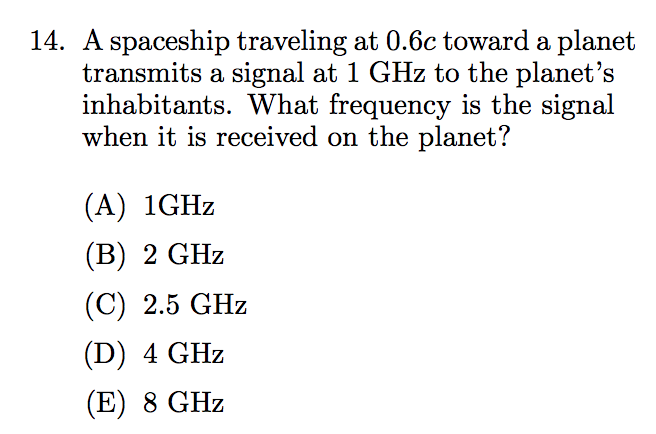 14. A spaceship traveling at 0.6c toward a planet
transmits a signal at 1 GHz to the planet's
inhabitants. What frequency is the signal
when it is received on the planet?
(A) 1GHz
(B) 2 GHz
(C) 2.5 GHz
(D) 4 GHz
(E) 8 GHz